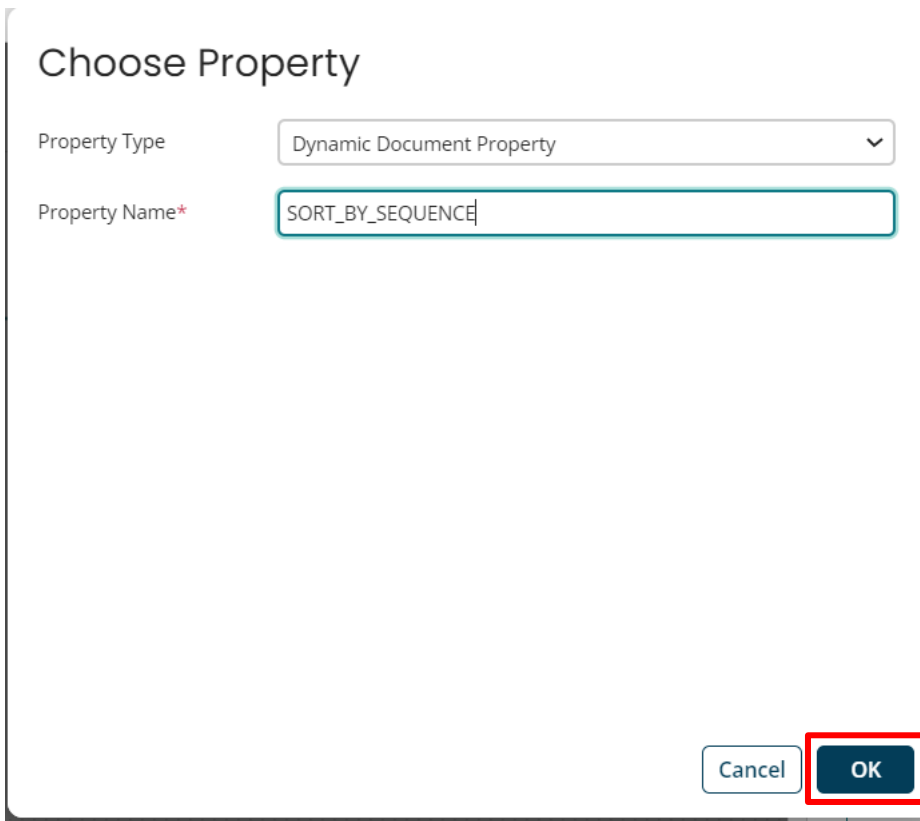 Choose Property
Property Type
Dynamic Document Property
Property Name*
SORT_BY_SEQUENCE
Cancel
OK